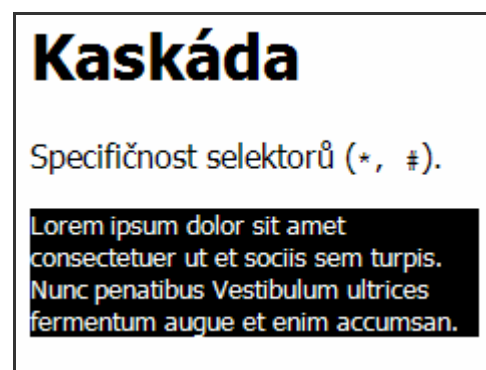 Kaskáda
Specifičnost selektorů (*, #).
Lorem ipsum dolor sit amet
consectetuer ut et sociis sem turpis.
Nunc penatibus Vestibulum ultrices
fermentum augue et enim accumsan.